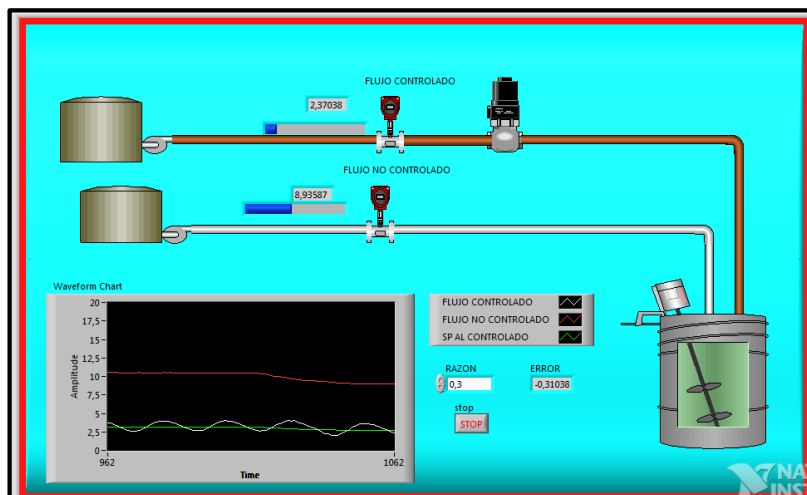 FLUJO CONTROLADO
2,37038
FLUJO NO CONTROLADO
8,93587
Waveform Chart
20
17,5
15
12,5
10
7,5
5
2,5
0
Amplitude
962
1062
Time
FLUJO CONTROLADO
FLUJO NO CONTROLADO
SP AL CONTROLADO
RAZON
0,3
ERROR
-0,31038
stop
STOP
NA
INST